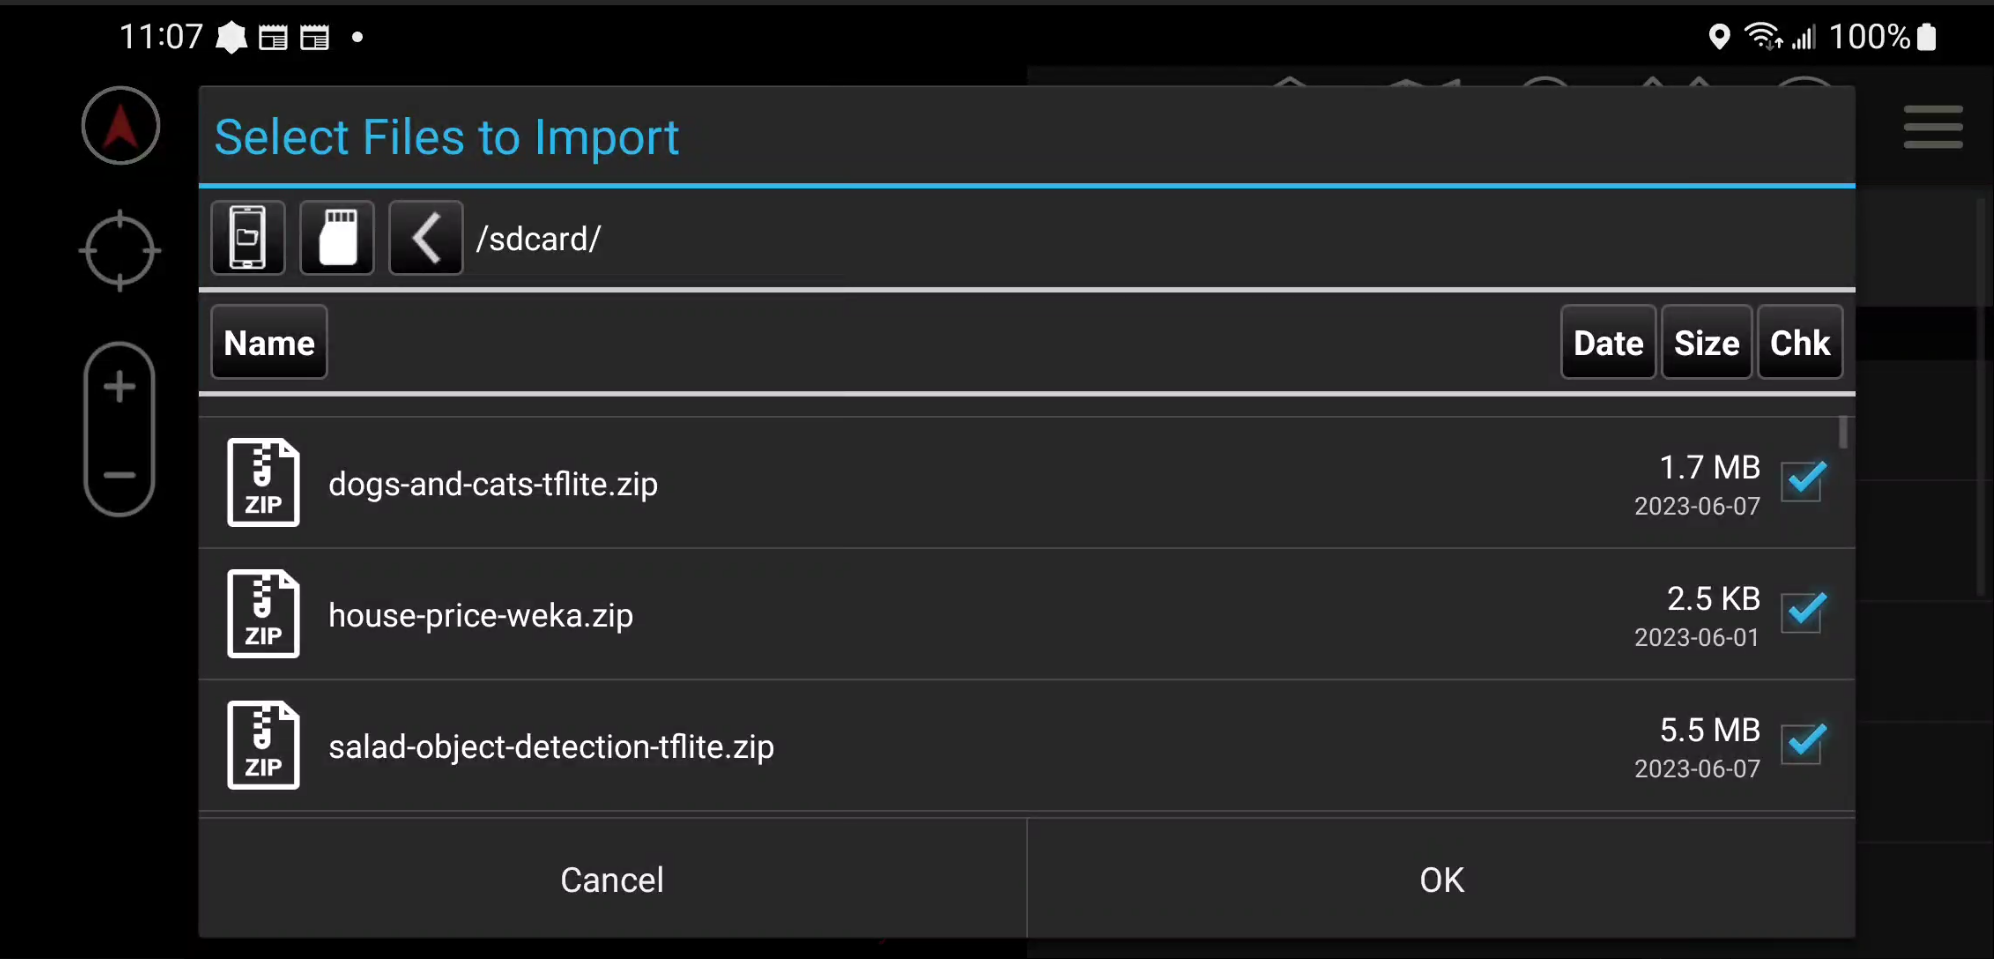 11:07 100%
Select Files to Import
/sdcard/
Name Date Size Chk
ZIP dogs-and-cats-tflite.zip 1.7 MB
2023-06-07
ZIP house-price-weka.zip 2.5 KB
2023-06-01
ZIP salad-object-detection-tflite.zip 5.5 MB
2023-06-07
Cancel OK